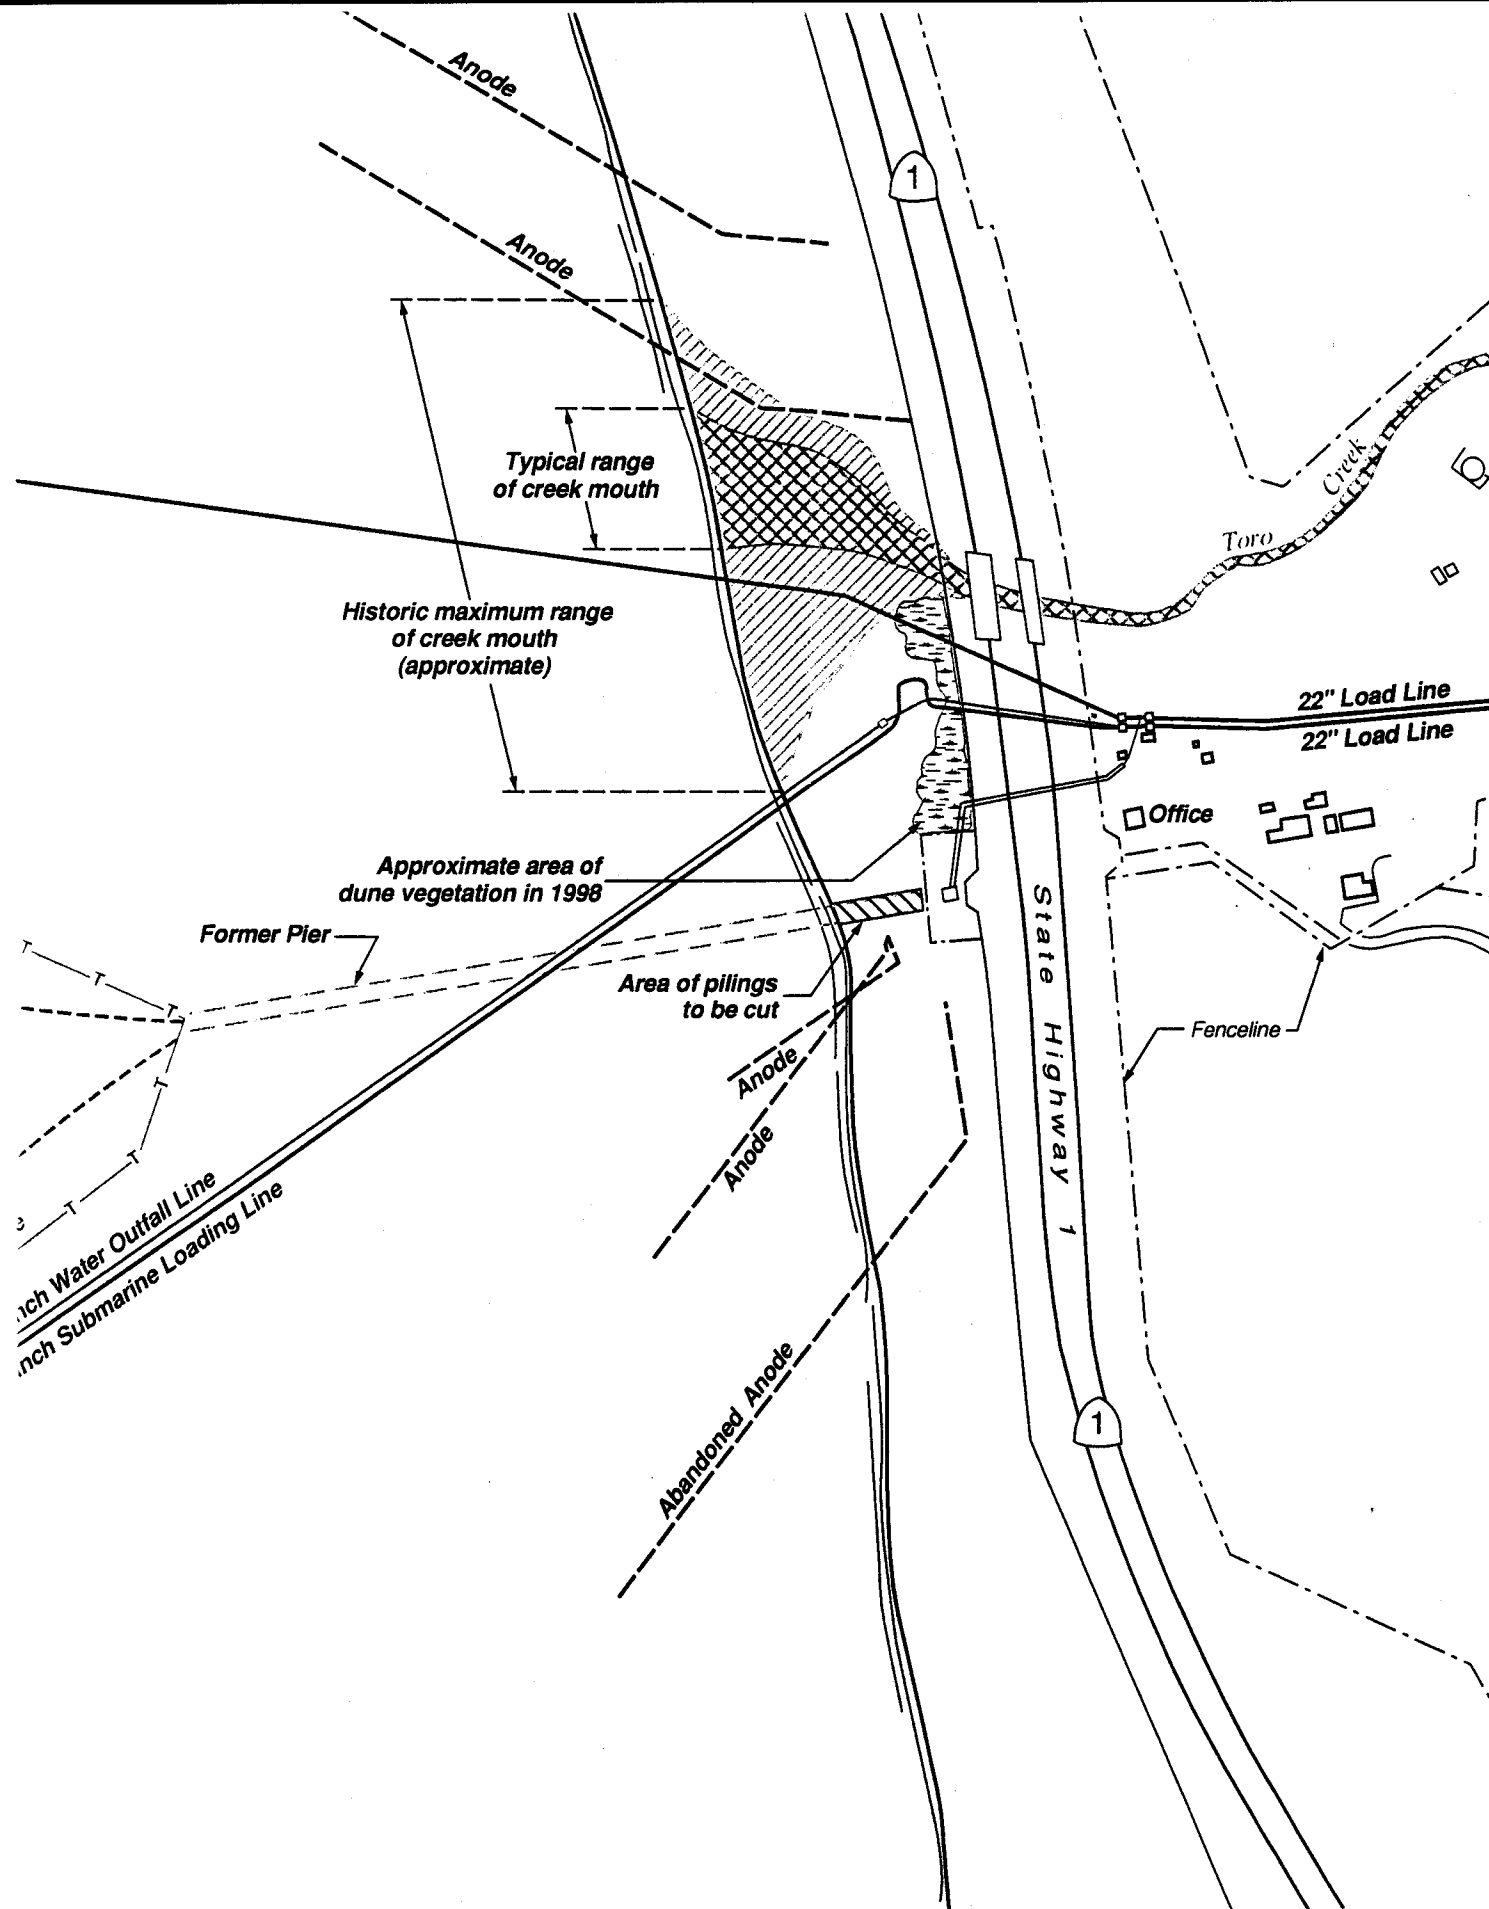 Anode
1
Anode
Creek
Typical range
of creek mouth
Toro
Historic maximum range
of creek mouth
(approximate)
22" Load Line
22" Load Line
Office
Approximate area of
dune vegetation in 1998
State Highway 1
Former Pier
Area of pilings
to be cut
Fenceline
Anode
Anode
Water Outfall Line
Submarine Loading Line
Abandoned Anode
1
T
T
T
T
T
T